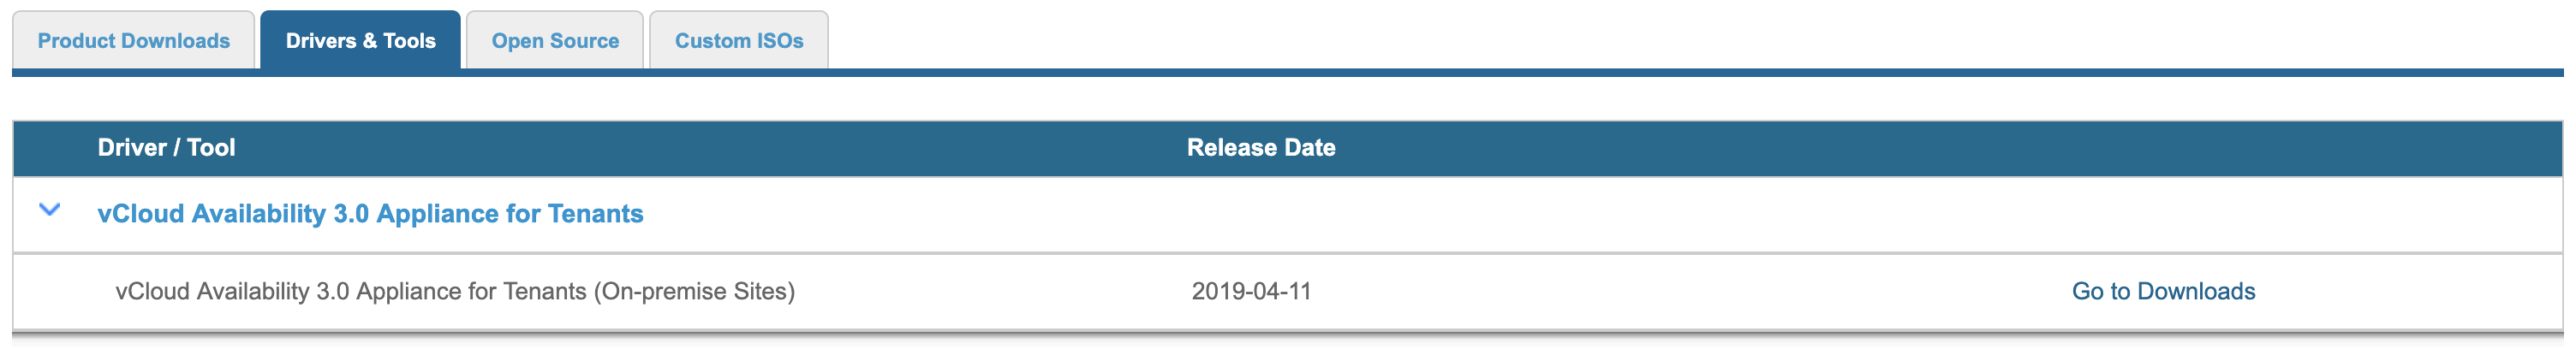 Product Downloads Drivers & Tools Open Source Custom ISOs
Driver / Tool Release Date
vCloud Availability 3.0 Appliance for Tenants
vCloud Availability 3.0 Appliance for Tenants (On-premise Sites) 2019-04-11 Go to Downloads